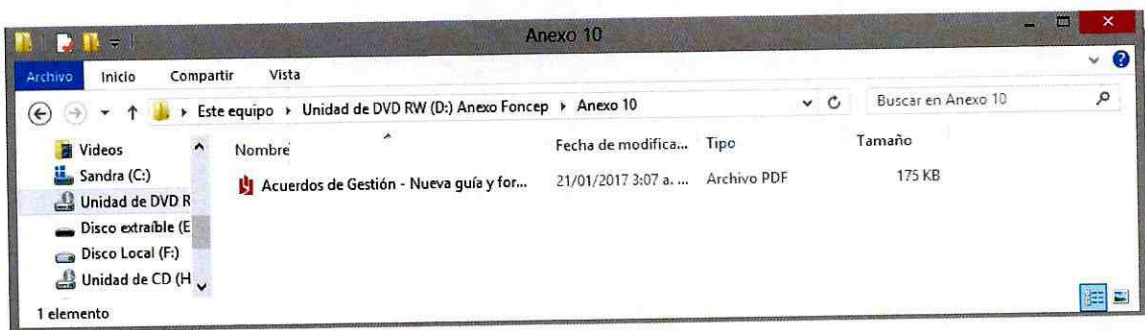 Anexo 10
Archivo Inicio Compartir Vista
Este equipo Unidad de DVD RW (D:) Anexo Foncep Anexo 10 Buscar en Anexo 10
Videos
Sandra (C:)
Unidad de DVD R
Disco extraíble (E
Disco Local (F:)
Unidad de CD (H
Nombre Fecha de modifica... Tipo Tamaño
Acuerdos de Gestión - Nueva guía y for... 21/01/2017 3:07 a. ... Archivo PDF 175 KB
1 elemento